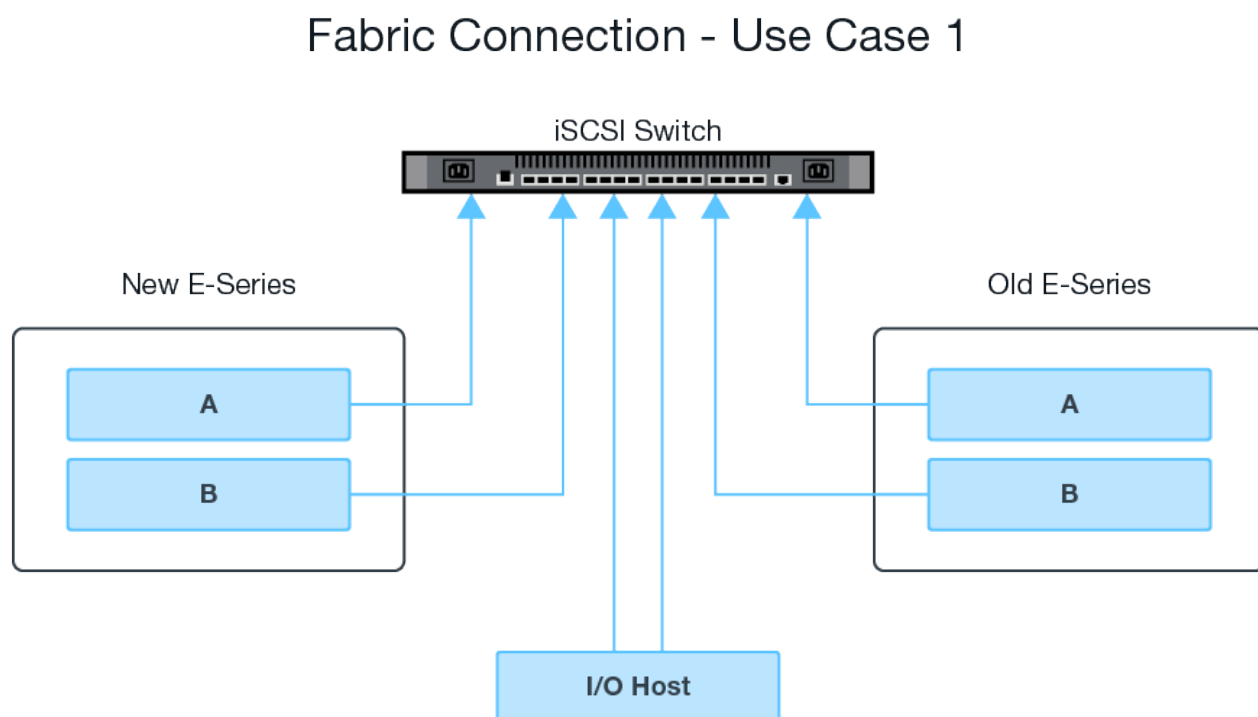 Fabric Connection - Use Case 1
iSCSI Switch
New E-Series
Old E-Series
A
A
B
B
I/O Host